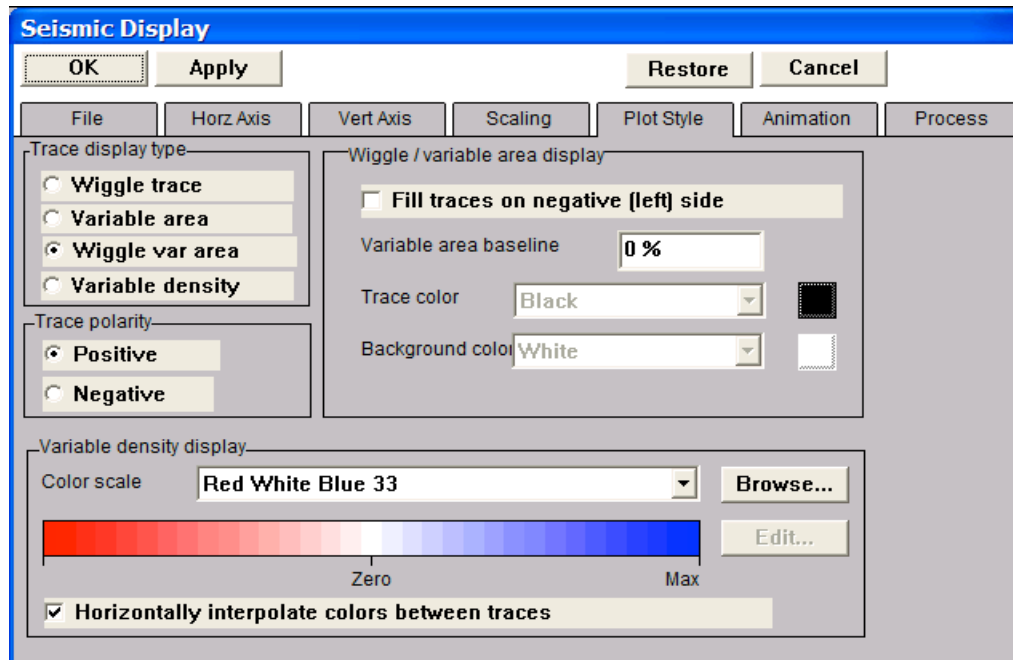 Seismic Display
OK Apply Restore Cancel
File Horz Axis Vert Axis Scaling Plot Style Animation Process
Trace display type
Wiggle trace
Variable area
Wiggle var area
Variable density
Trace polarity
Positive
Negative
Wiggle / variable area display
Fill traces on negative (left) side
Variable area baseline 0 %
Trace color Black
Background color White
Variable density display
Color scale Red White Blue 33 Browse...
Edit...
Zero Max
Horizontally interpolate colors between traces